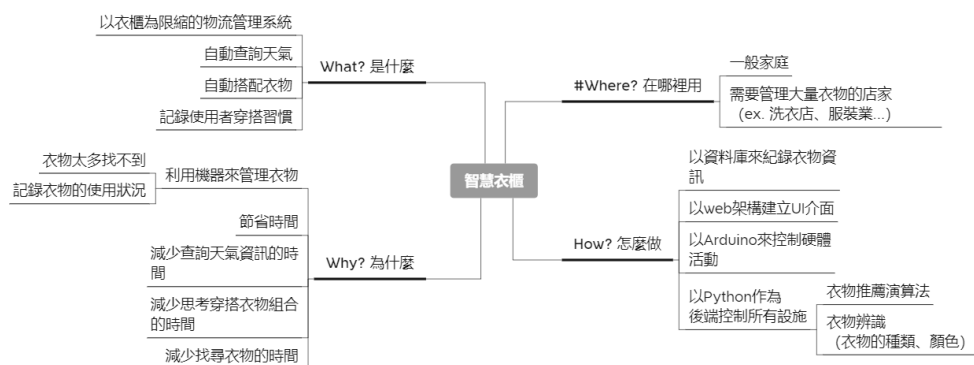 以衣櫃為限縮的物流管理系統
自動查詢天氣
自動搭配衣物
記錄使用者穿搭習慣
What? 是什麼
衣物太多找不到
記錄衣物的使用狀況
利用機器來管理衣物
節省時間
減少查詢天氣資訊的時
間
減少思考穿搭衣物組合
的時間
減少找尋衣物的時間
Why? 為什麼
智慧衣櫃
#Where? 在哪裡用
一般家庭
需要管理大量衣物的店家
（ex. 洗衣店、服裝業...）
How? 怎麼做
以資料庫來紀錄衣物資
訊
以web架構建立UI介面
以Arduino來控制硬體
活動
以Python作為
後端控制所有設施
衣物推薦演算法
衣物辨識
（衣物的種類、顏色）